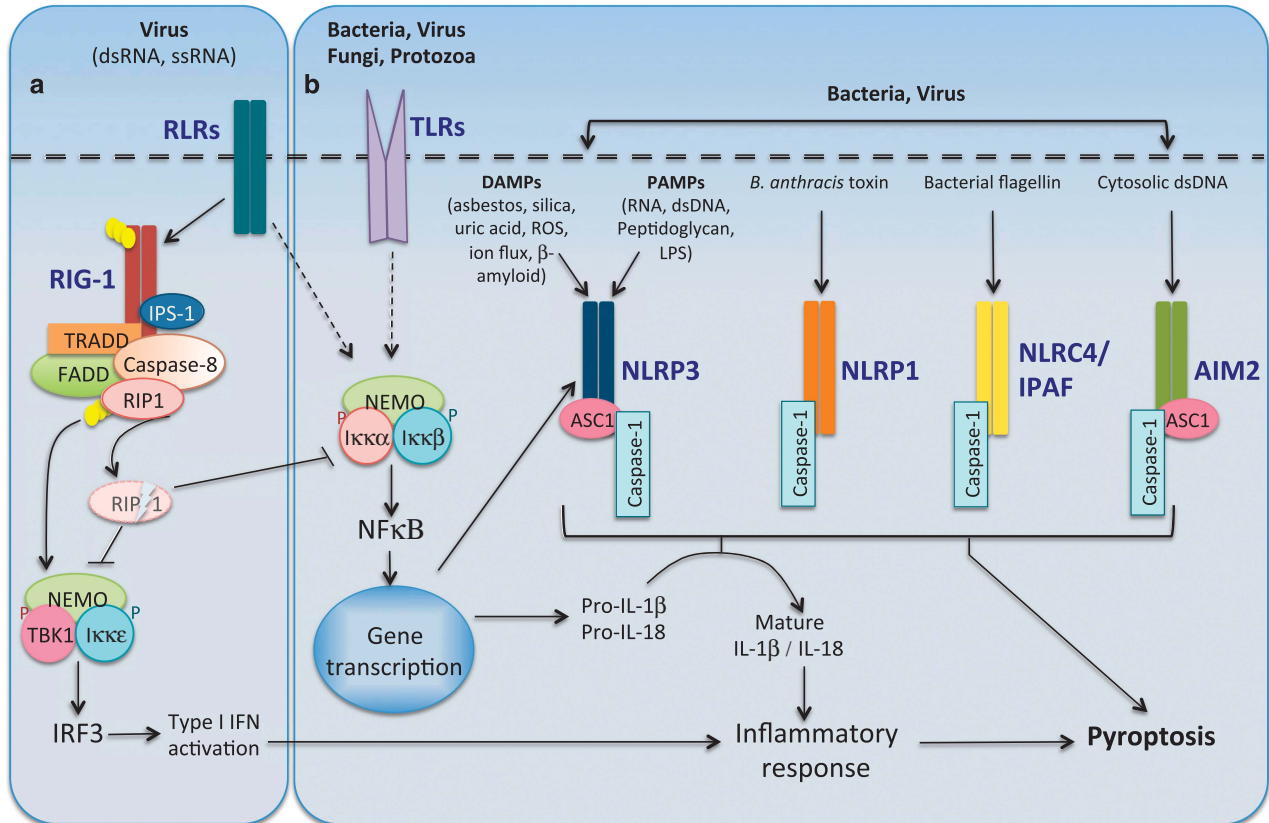 Virus
(dsRNA, ssRNA)
a
RLRs
RIG-1
IPS-1
TRADD
Caspase-8
FADD
RIP1
RIP 1
NEMO
P
P
TBK1
Iκκε
IRF3
Type I IFN
activation
Bacteria, Virus
Fungi, Protozoa
b
TLRs
Bacteria, Virus
DAMPs
(asbestos, silica,
uric acid, ROS,
ion flux, β-
amyloid)
PAMPs
(RNA, dsDNA,
Peptidoglycan,
LPS)
B. anthracis toxin
Bacterial flagellin
Cytosolic dsDNA
NLRP3
NLRP1
NLRC4/
IPAF
AIM2
ASC1
Caspase-1
Caspase-1
Caspase-1
Caspase-1
ASC1
NEMO
P
P
Iκκα
Iκκβ
NFκB
Gene
transcription
Pro-IL-1β
Pro-IL-18
Mature
IL-1β / IL-18
Inflammatory
response
Pyroptosis